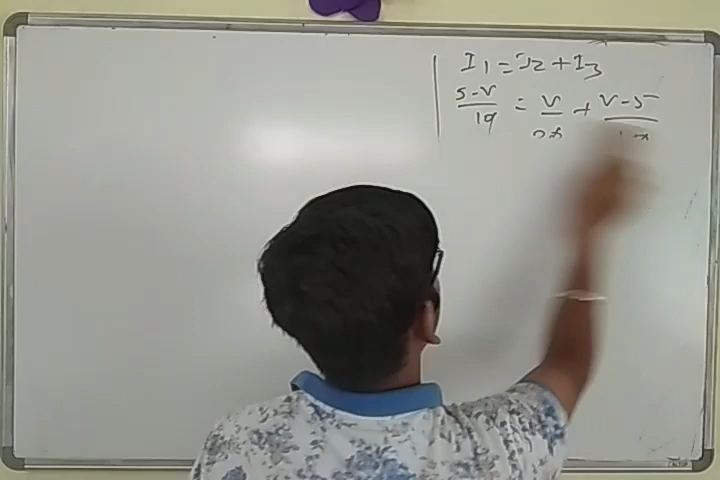 I1 = I2 + I3
5-V/19 = V/ + V-5/